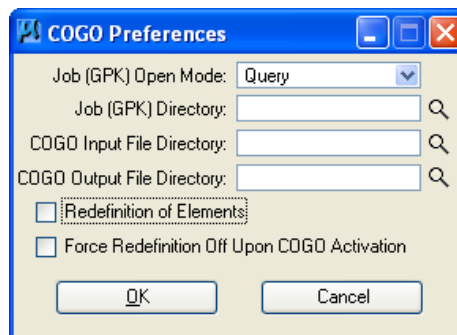 COGO Preferences
Job (GPK) Open Mode: Query
Job (GPK) Directory:
COGO Input File Directory:
COGO Output File Directory:
Redefinition of Elements
Force Redefinition Off Upon COGO Activation
OK Cancel